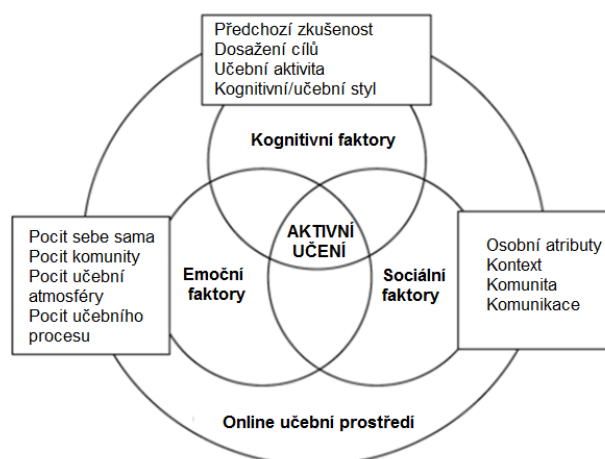 Předchozí zkušenost
Dosažení cílů
Učební aktivita
Kognitivní/učební styl
Kognitivní faktory
AKTIVNÍ
UČENÍ
Pocit sebe sama
Pocit komunity
Pocit učební
atmosféry
Pocit učebního
procesu
Emoční
faktory
Sociální
faktory
Osobní atributy
Kontext
Komunita
Komunikace
Online učební prostředí